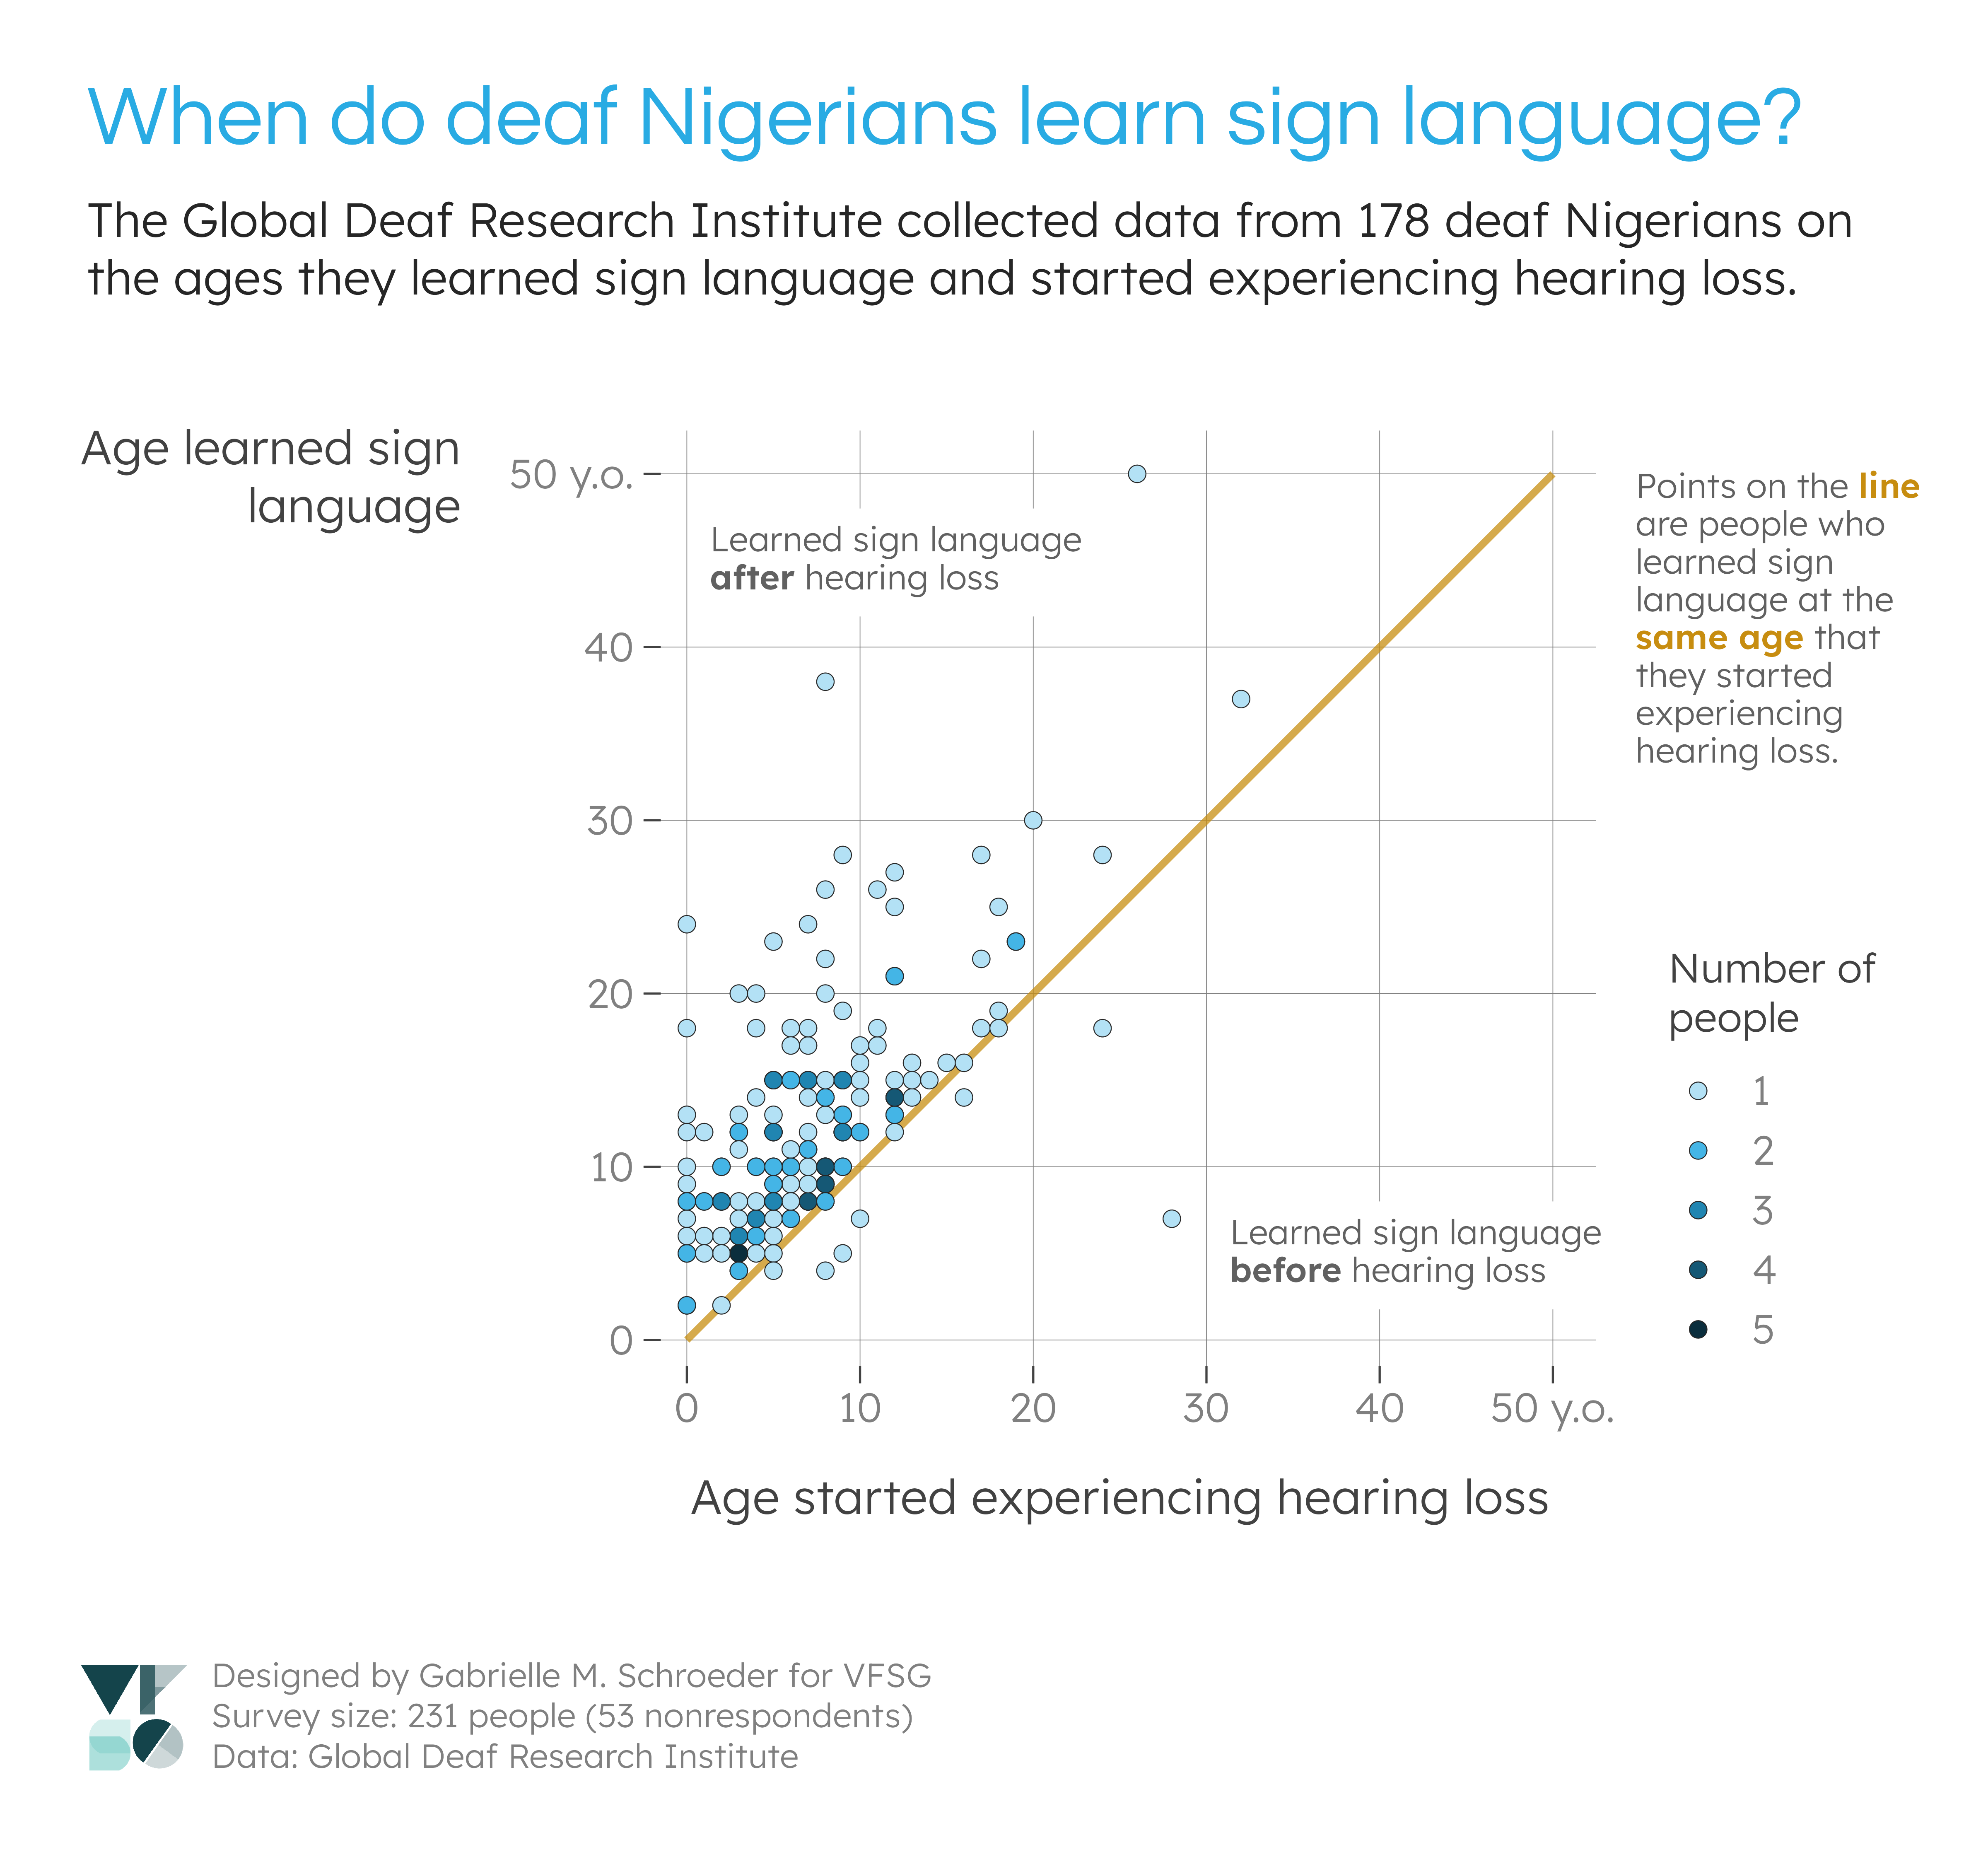 When do deaf Nigerians learn sign language?
The Global Deaf Research Institute collected data from 178 deaf Nigerians on
the ages they learned sign language and started experiencing hearing loss.
Age learned sign
language
50 y.o.
40
30
20
10
0
Learned sign language
after hearing loss
Learned sign language
before hearing loss
0 10 20 30 40 50 y.o.
Age started experiencing hearing loss
Points on the line
are people who
learned sign
language at the
same age that
they started
experiencing
hearing loss.
Number of
people
1
2
3
4
5
Designed by Gabrielle M. Schroeder for VFSG
Survey size: 231 people (53 nonrespondents)
Data: Global Deaf Research Institute